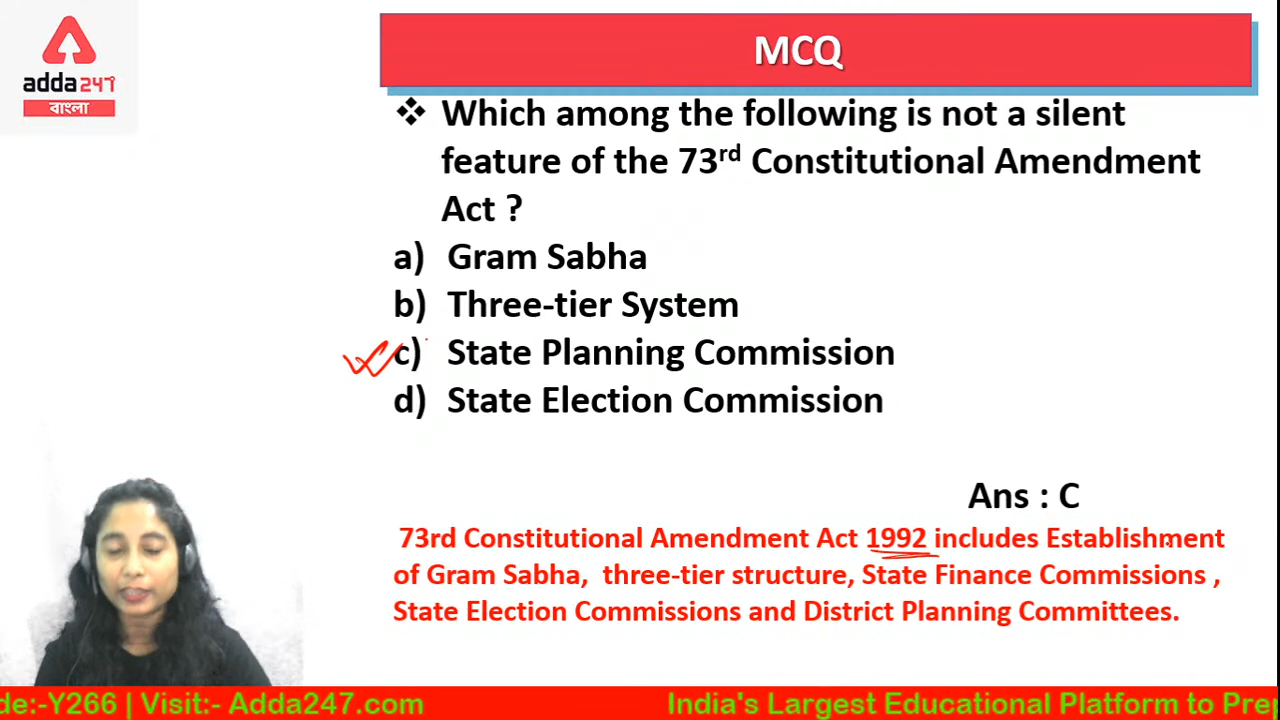 adda247
বাংলা
MCQ
❖ Which among the following is not a silent
feature of the 73rd Constitutional Amendment
Act ?
a) Gram Sabha
b) Three-tier System
c) State Planning Commission
d) State Election Commission
Ans : C
73rd Constitutional Amendment Act 1992 includes Establishment
of Gram Sabha, three-tier structure, State Finance Commissions ,
State Election Commissions and District Planning Committees.
de:-Y266 | Visit:- Adda247.com India's Largest Educational Platform to Prep